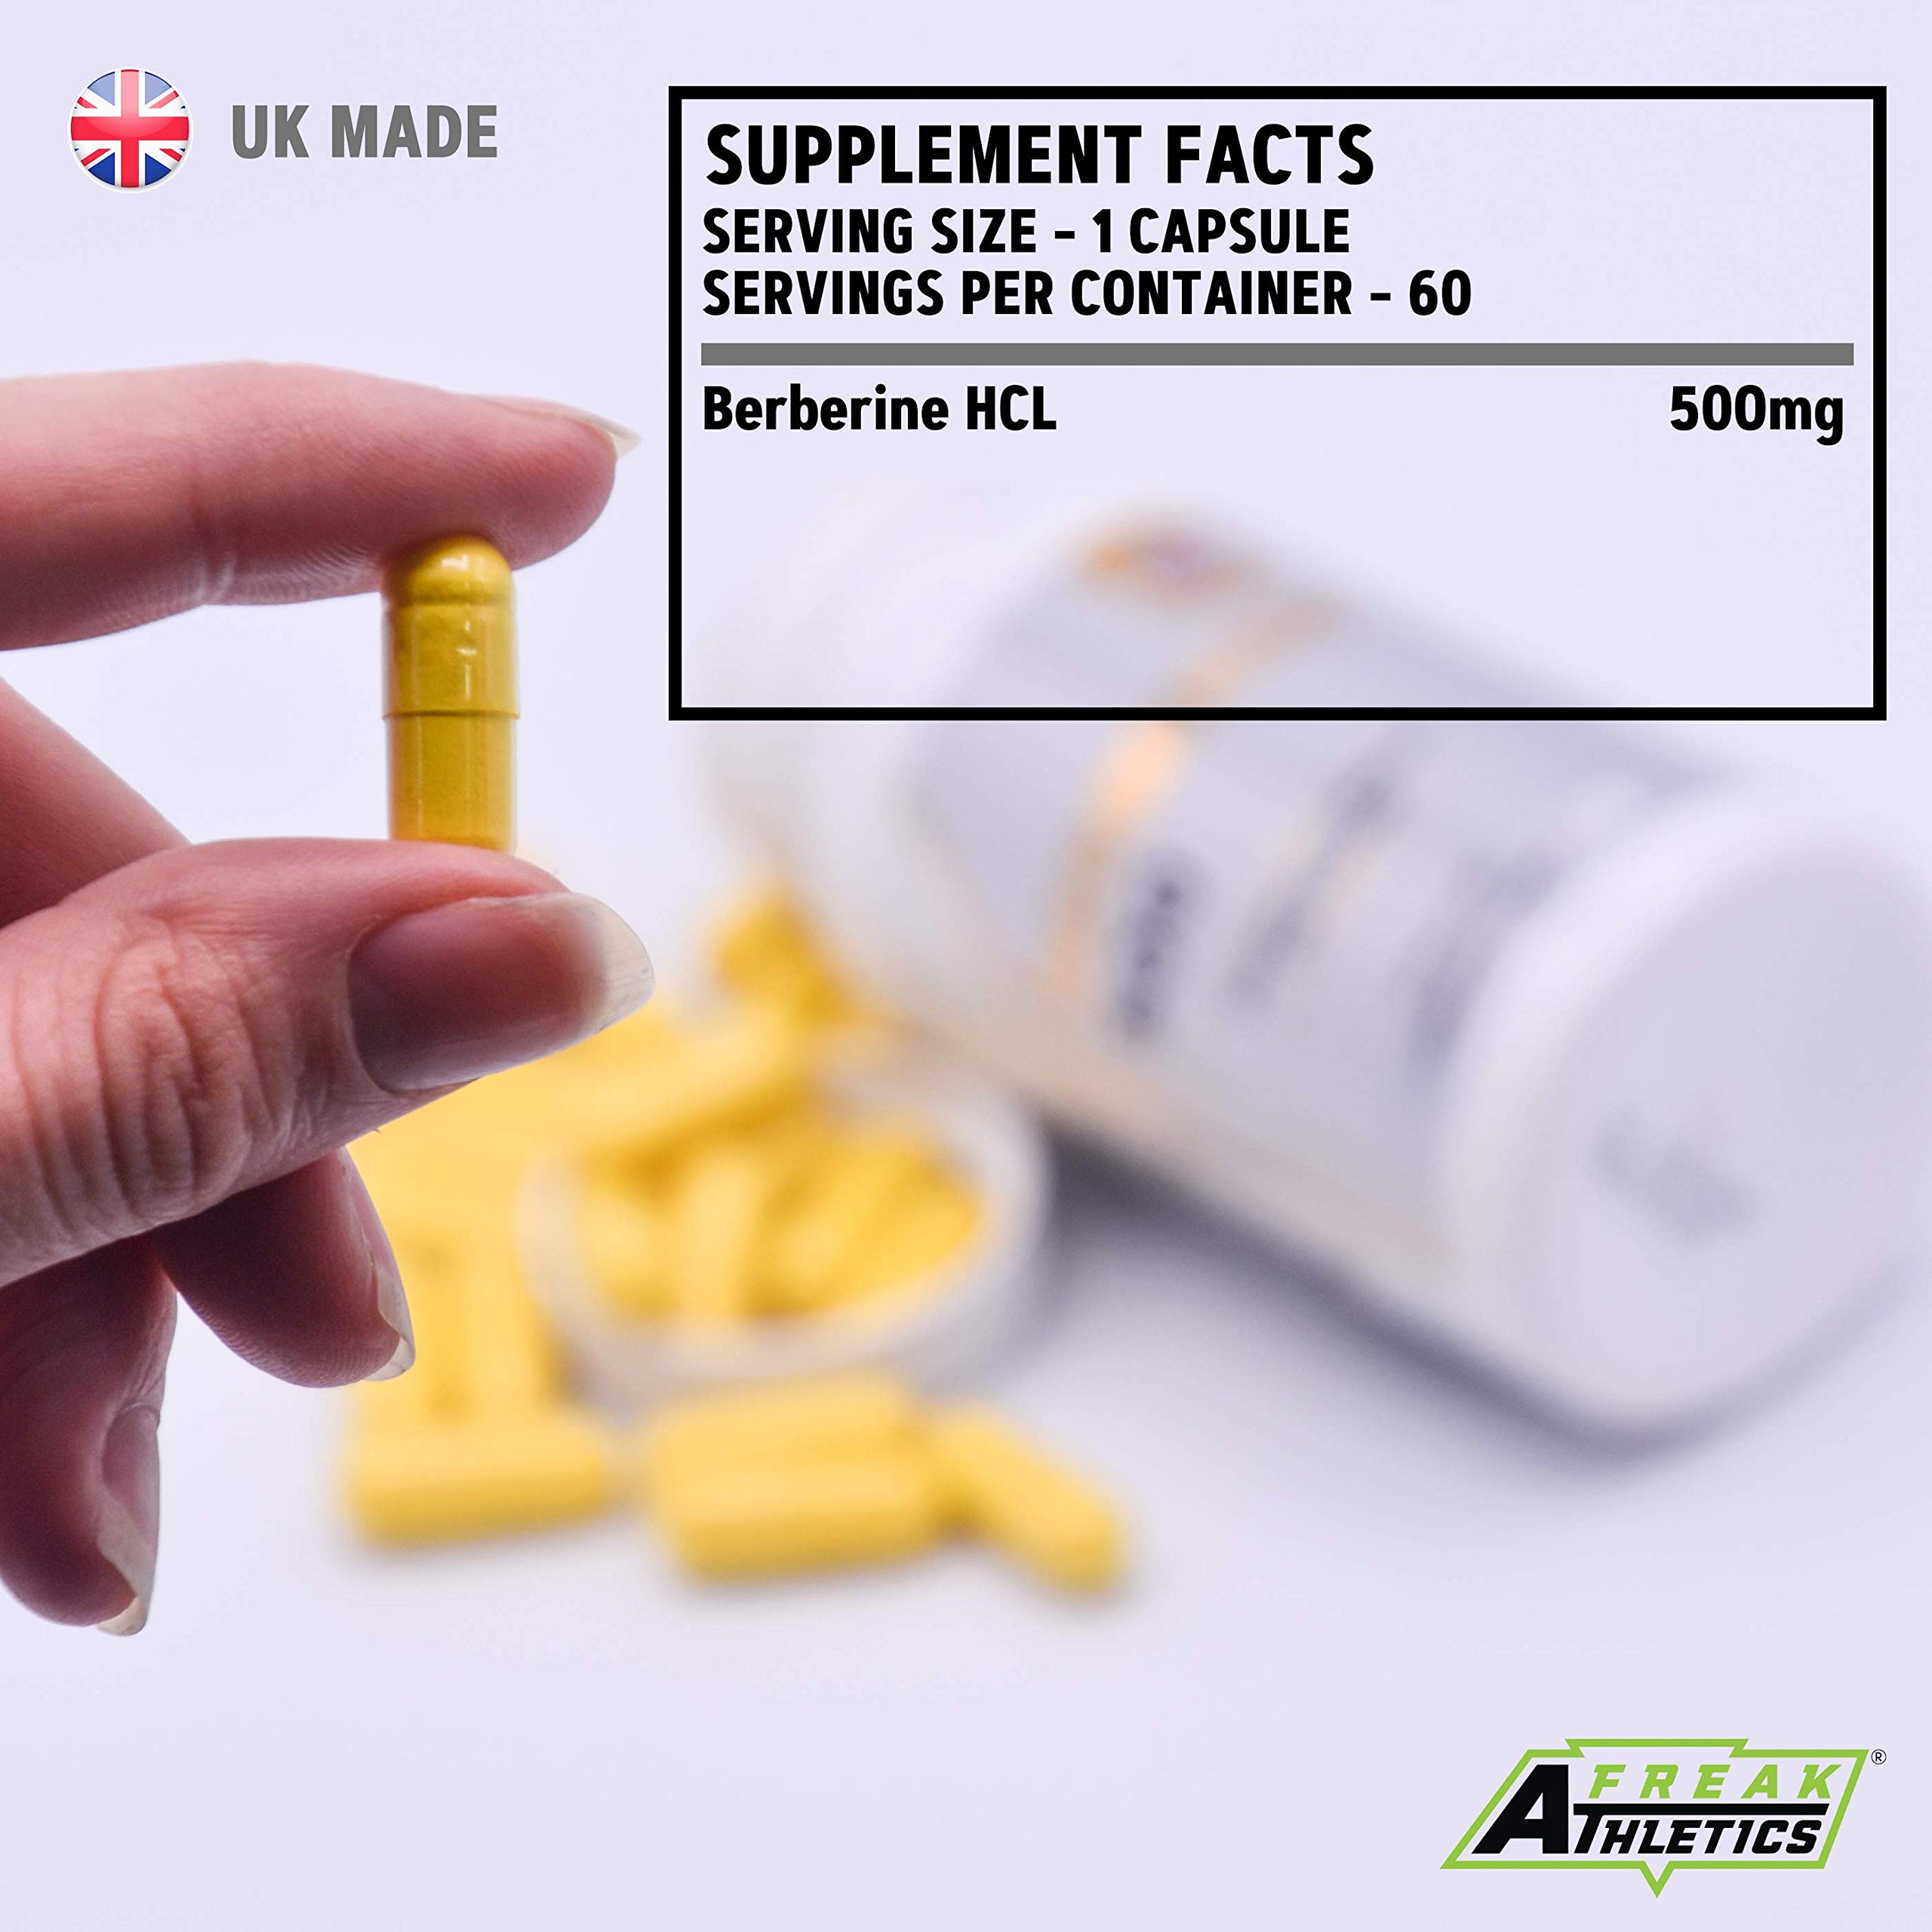 UK MADE
SUPPLEMENT FACTS
SERVING SIZE - 1 CAPSULE
SERVINGS PER CONTAINER - 60
Berberine HCL 500mg
FREAK
ATHLETICS
®